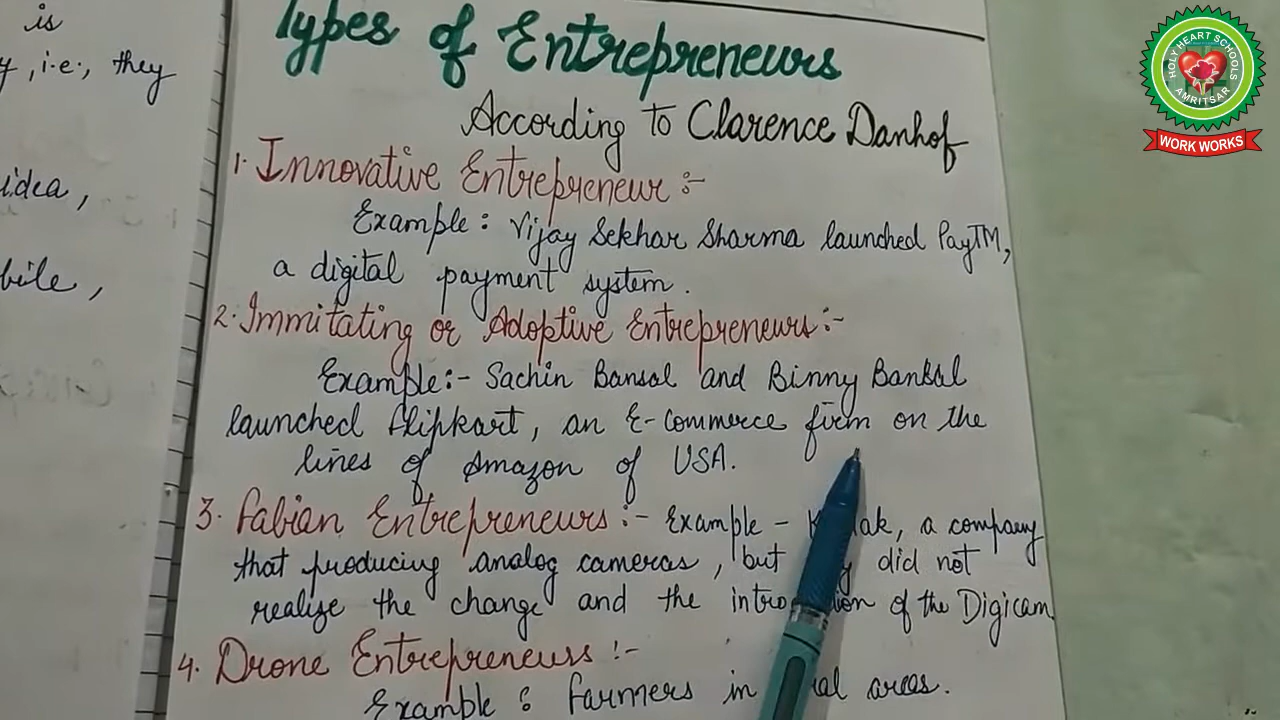 is
y, i.e., they
idea,
bile,
Types of Entrepreneurs
According to Clarence Danhof
1. Innovative Entrepreneur :-
Example : Vijay Sekhar Sharma launched PayTM,
a digital payment system.
2. Immitating or Adoptive Entrepreneurs :-
Example:- Sachin Bansal and Binny Bansal
launched Flipkart, an E-commerce firm on the
lines of Amazon of USA.
3. Fabian Entrepreneurs :- Example - , a company
that producing analog cameras, but did not
realize the change and the of the Digicam
4. Drone Entrepreneurs :-
Example : Farmers in areas.
HOLY HEART SCHOOLS
AMRITSAR
WORK WORKS